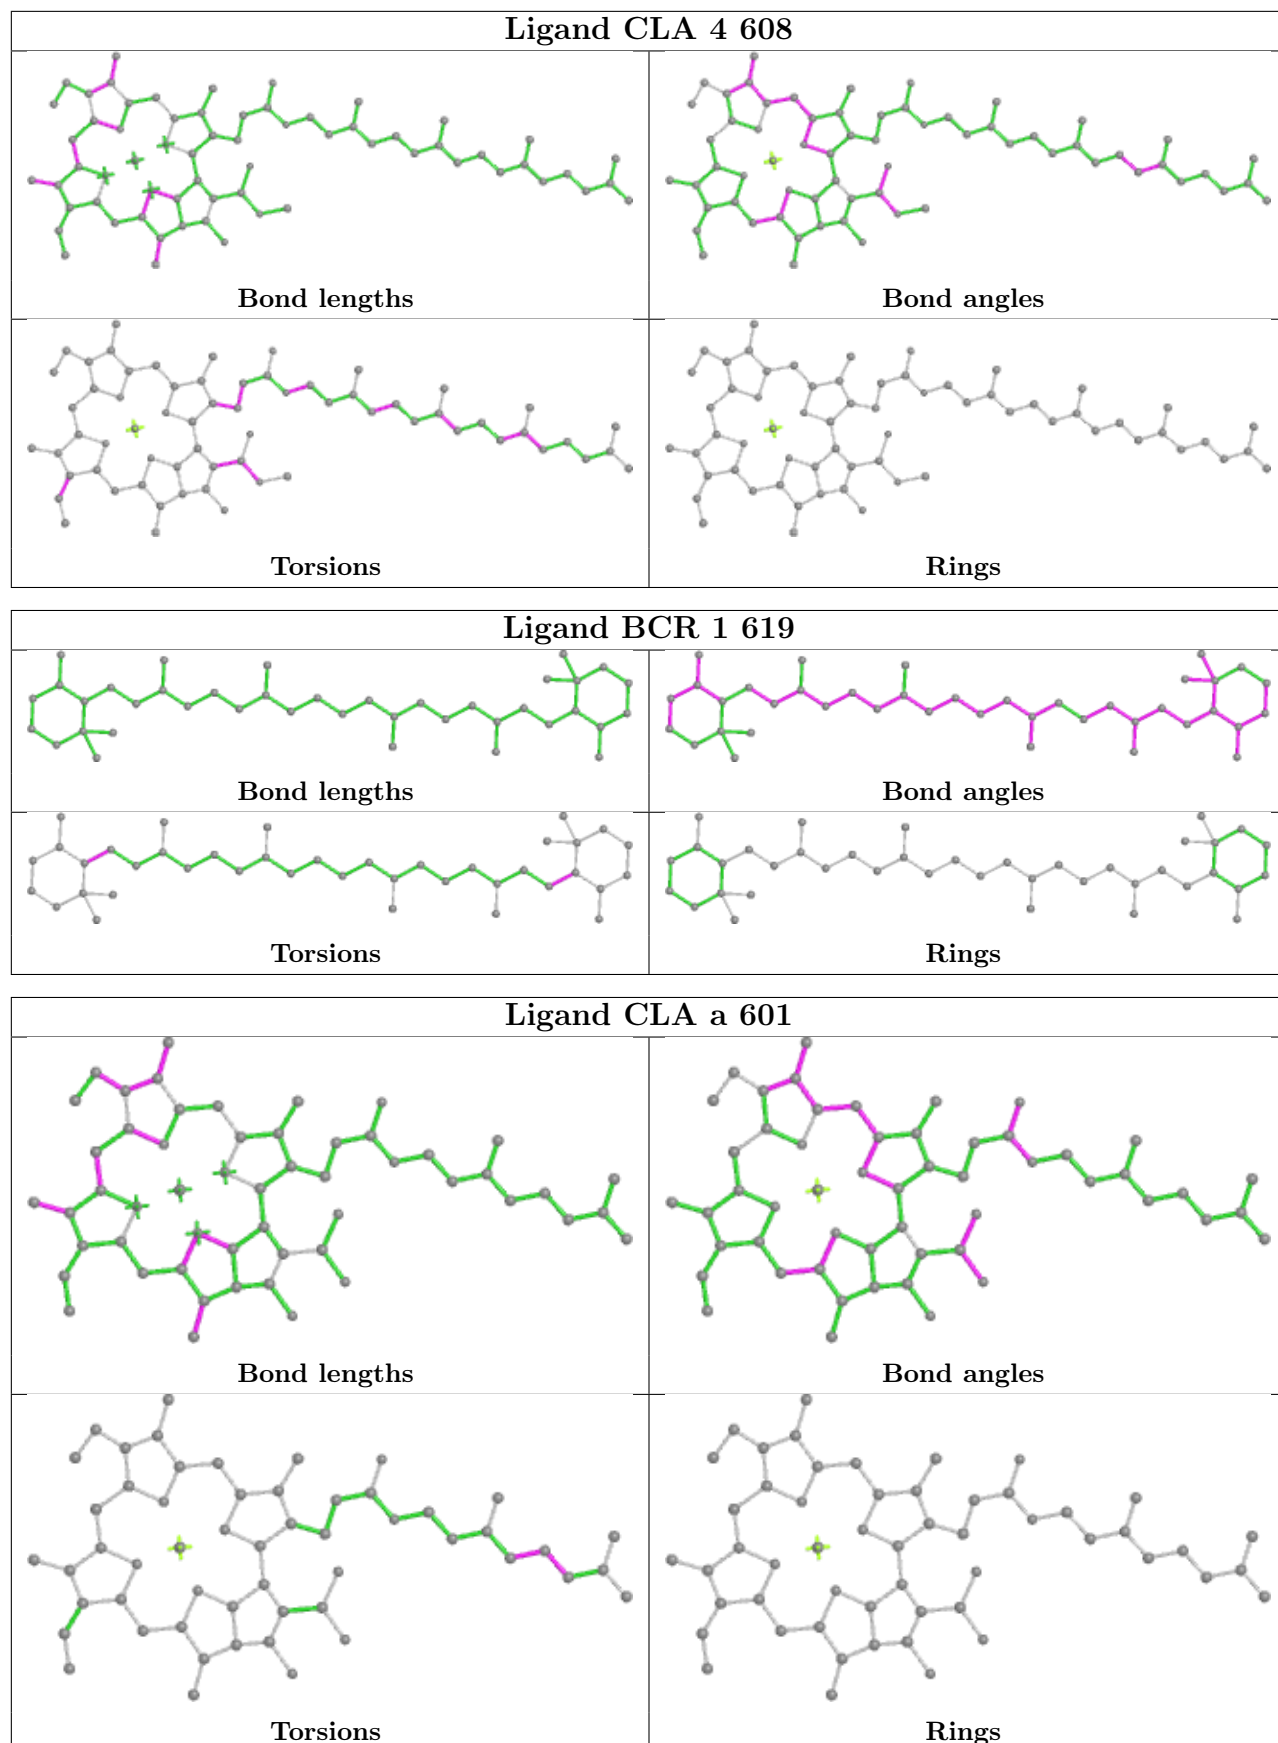 Ligand CLA 4 608
Bond lengths
Bond angles
Torsions
Rings
Ligand BCR 1 619
Bond lengths
Bond angles
Torsions
Rings
Ligand CLA a 601
Bond lengths
Bond angles
Torsions
Rings